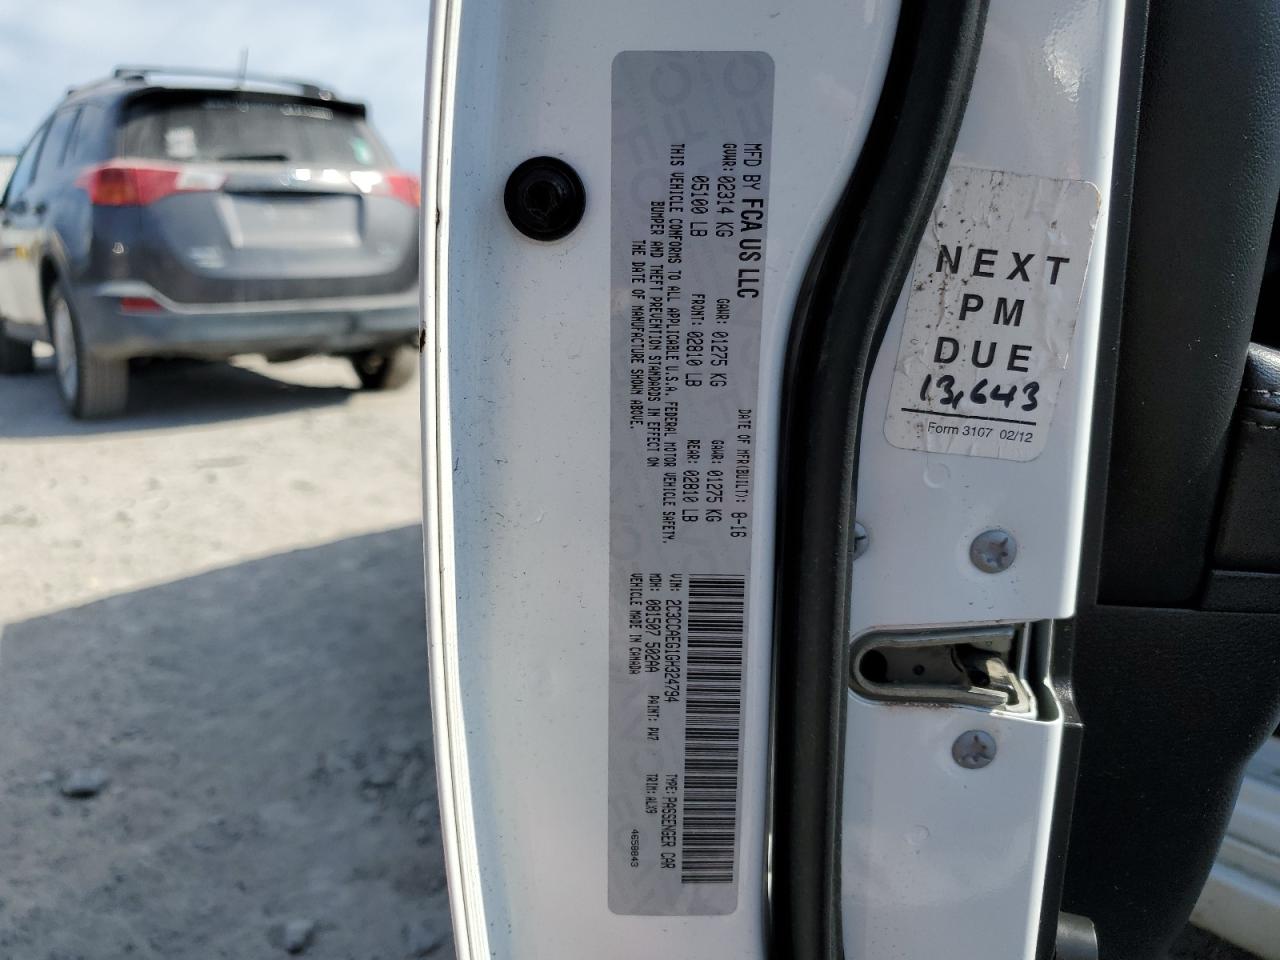 MFD BY FCA US LLC
DATE OF MFR(BUILT): 8-16
GVWR: 02314 KG GAWR: 01275 KG GAWR: 01275 KG
05100 LB FRONT: 02810 LB REAR: 02810 LB
THIS VEHICLE CONFORMS TO ALL APPLICABLE U.S.A. FEDERAL MOTOR VEHICLE SAFETY,
BUMPER AND THEFT PREVENTION STANDARDS IN EFFECT ON
THE DATE OF MANUFACTURE SHOWN ABOVE.
VIN: 2C3CCAEG1GH324794 TYPE: PASSENGER CAR
MDH: 081507 502AA PAINT: PW7 TRIM: ALX9
VEHICLE MADE IN CANADA 4658843
NEXT
PM
DUE
13,643
Form 3107 02/12